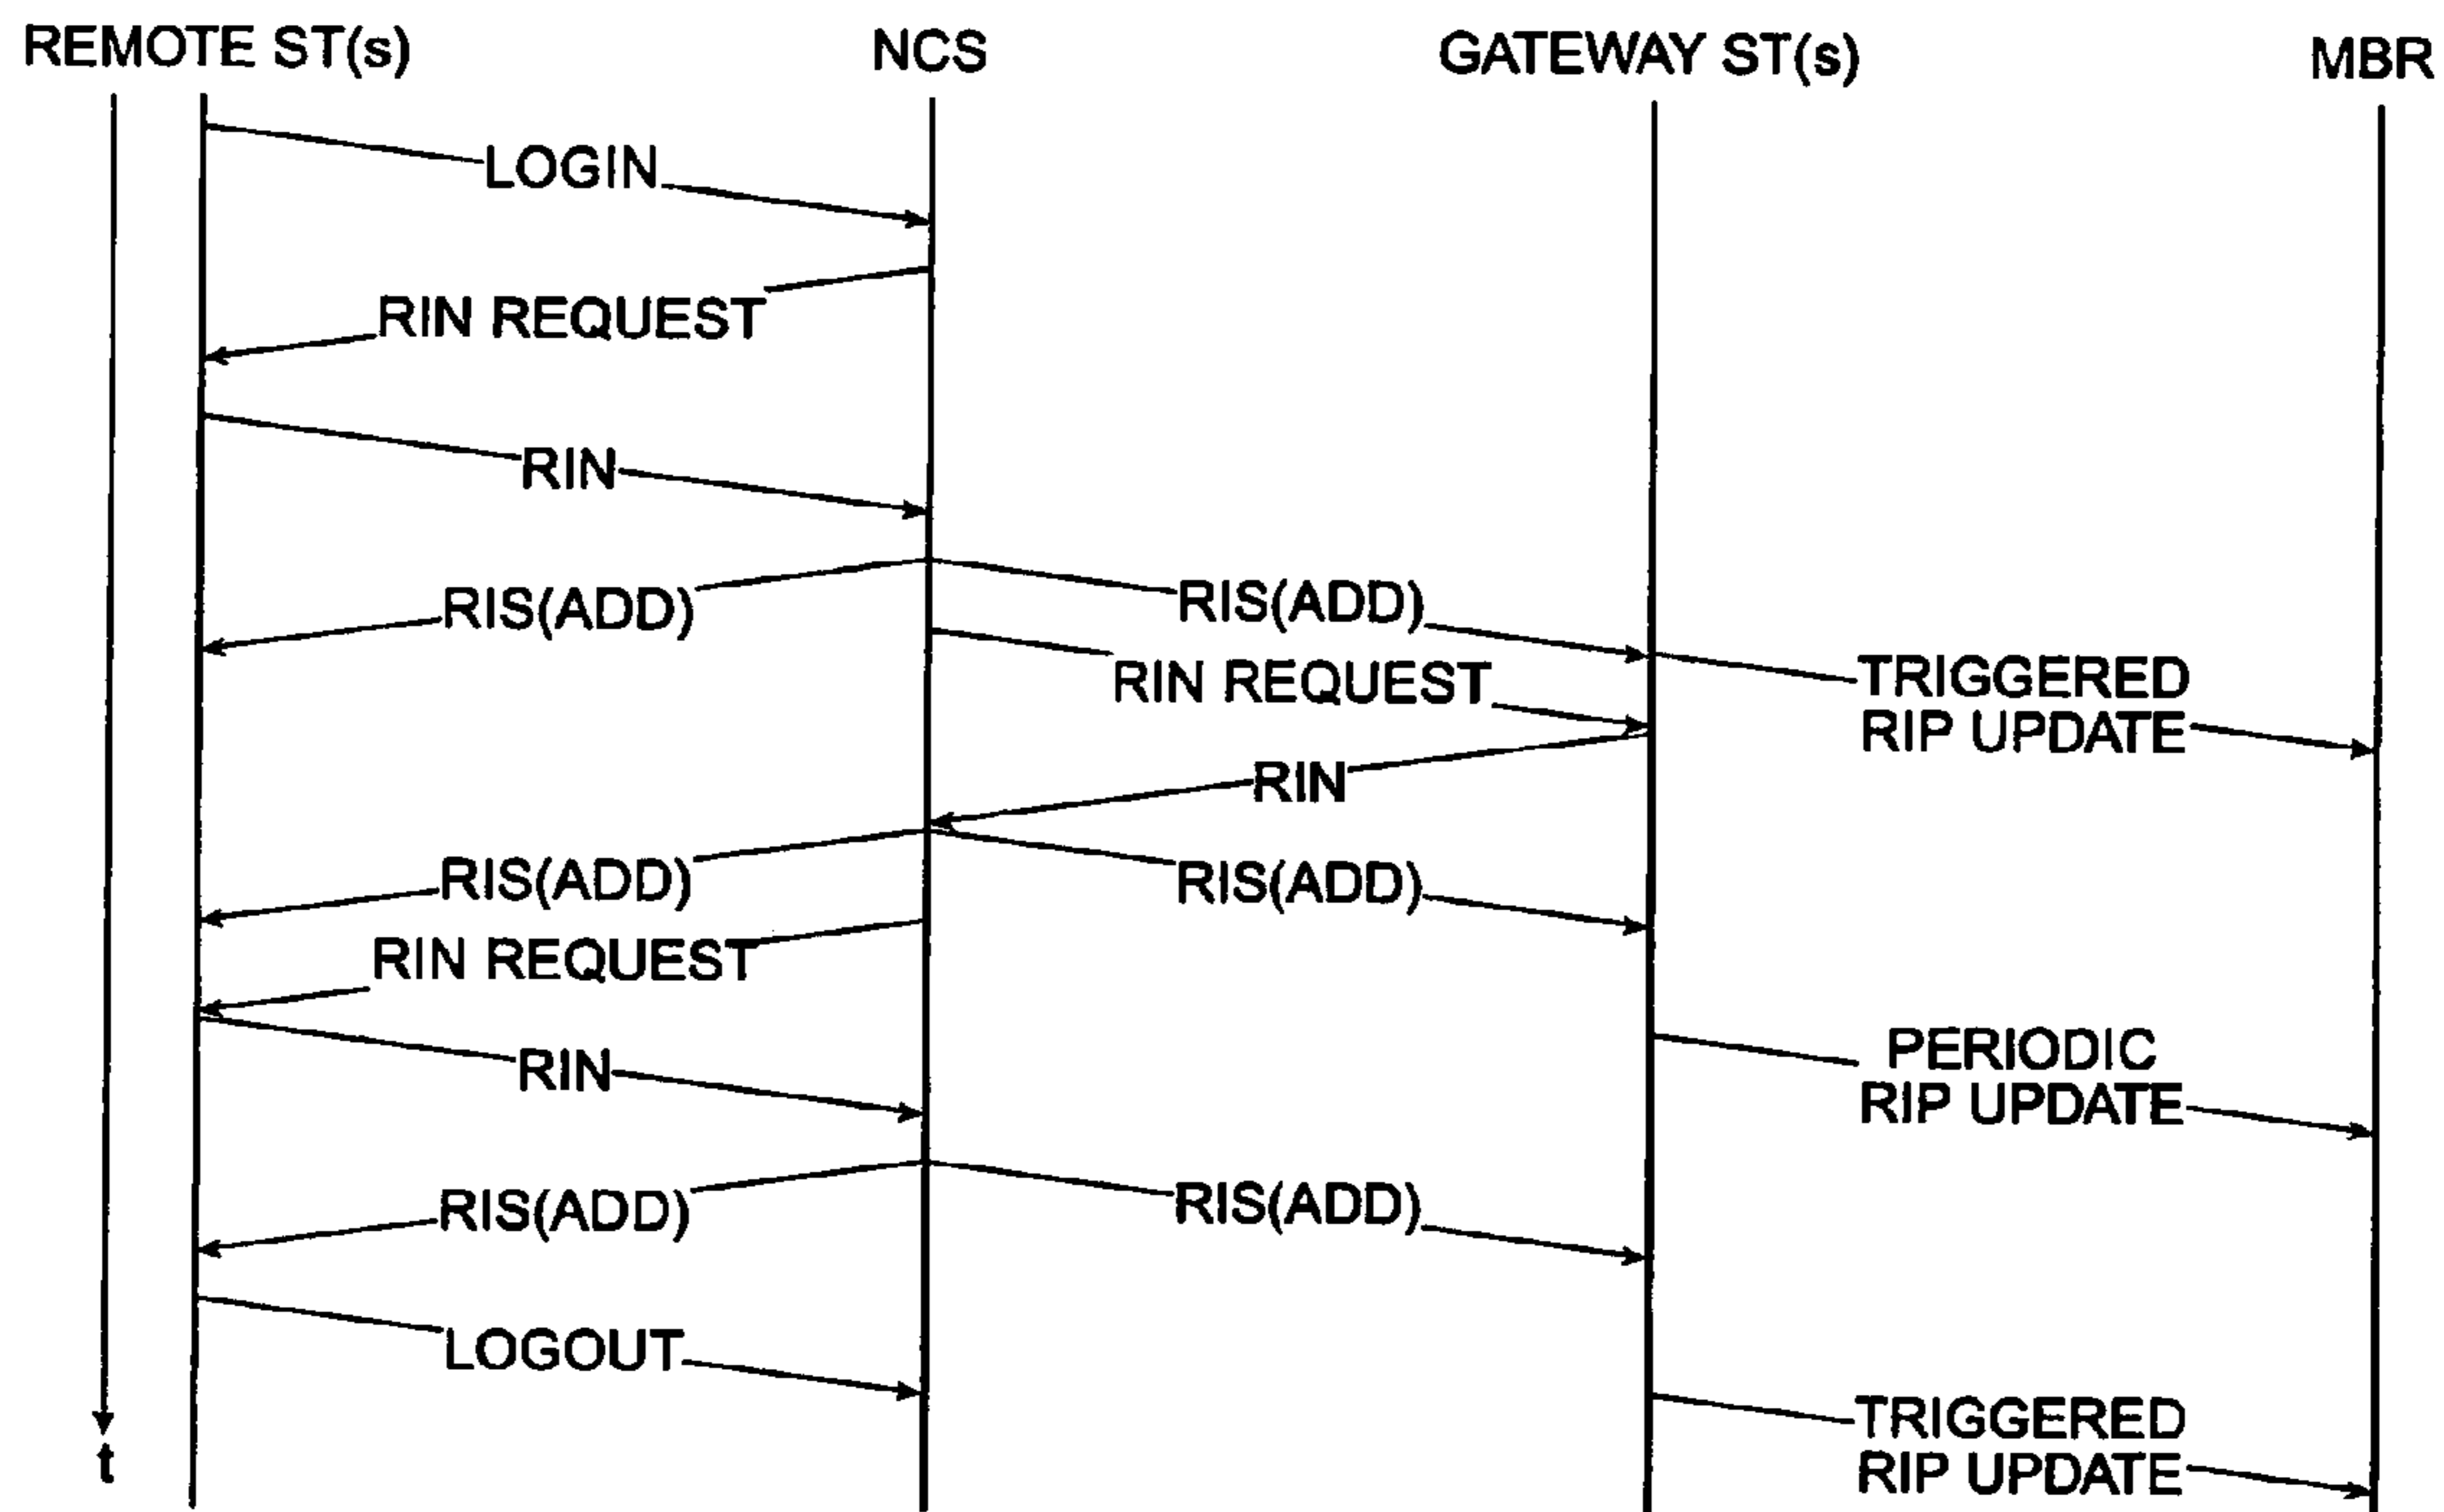 REMOTE ST(s)
NCS
GATEWAY ST(s)
MBR
LOGIN
RIN REQUEST
RIN
RIS(ADD)
RIS(ADD)
RIN REQUEST
TRIGGERED
RIP UPDATE
RIN
RIS(ADD)
RIS(ADD)
RIN REQUEST
PERIODIC
RIP UPDATE
RIN
RIS(ADD)
RIS(ADD)
LOGOUT
TRIGGERED
RIP UPDATE
t